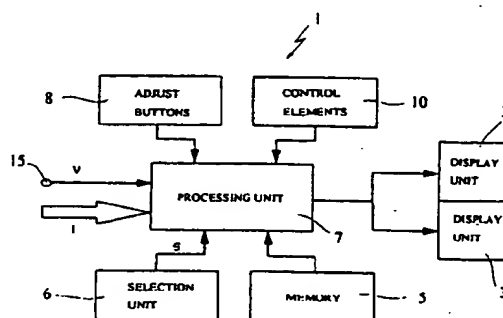 1
8
ADJUST
BUTTONS
CONTROL
ELEMENTS
10
15
V
PROCESSING UNIT
7
I
S
DISPLAY
UNIT
DISPLAY
UNIT
3
6
SELECTION
UNIT
MEMORY
5